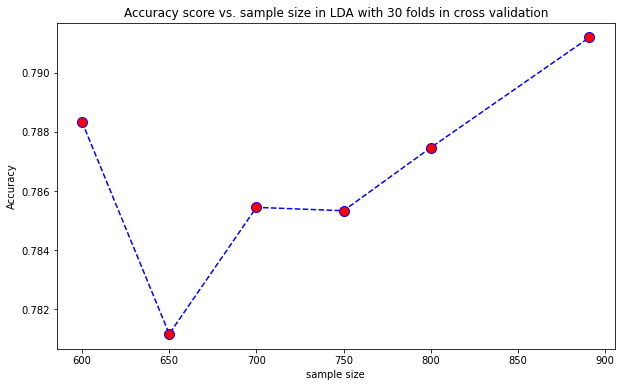 Accuracy score vs. sample size in LDA with 30 folds in cross validation
Accuracy
0.790
0.788
0.786
0.784
0.782
600 650 700 750 800 850 900
sample size